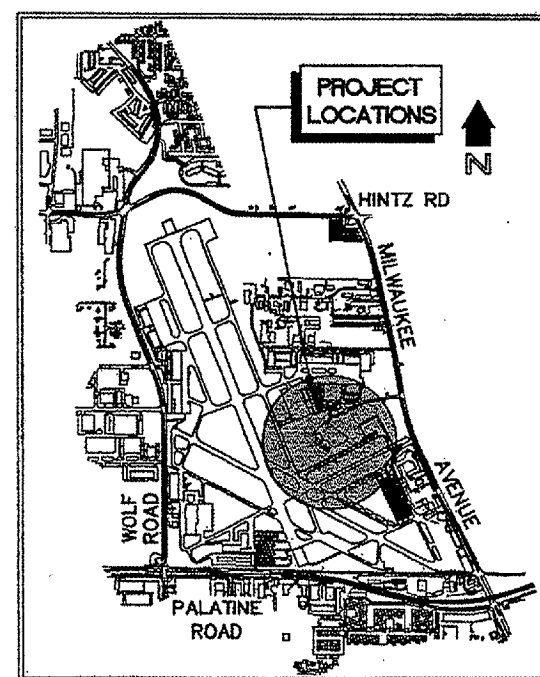 PROJECT
LOCATIONS
N
HINTZ RD
MILWAUKEE
AVENUE
WOLF
ROAD
PALATINE
ROAD